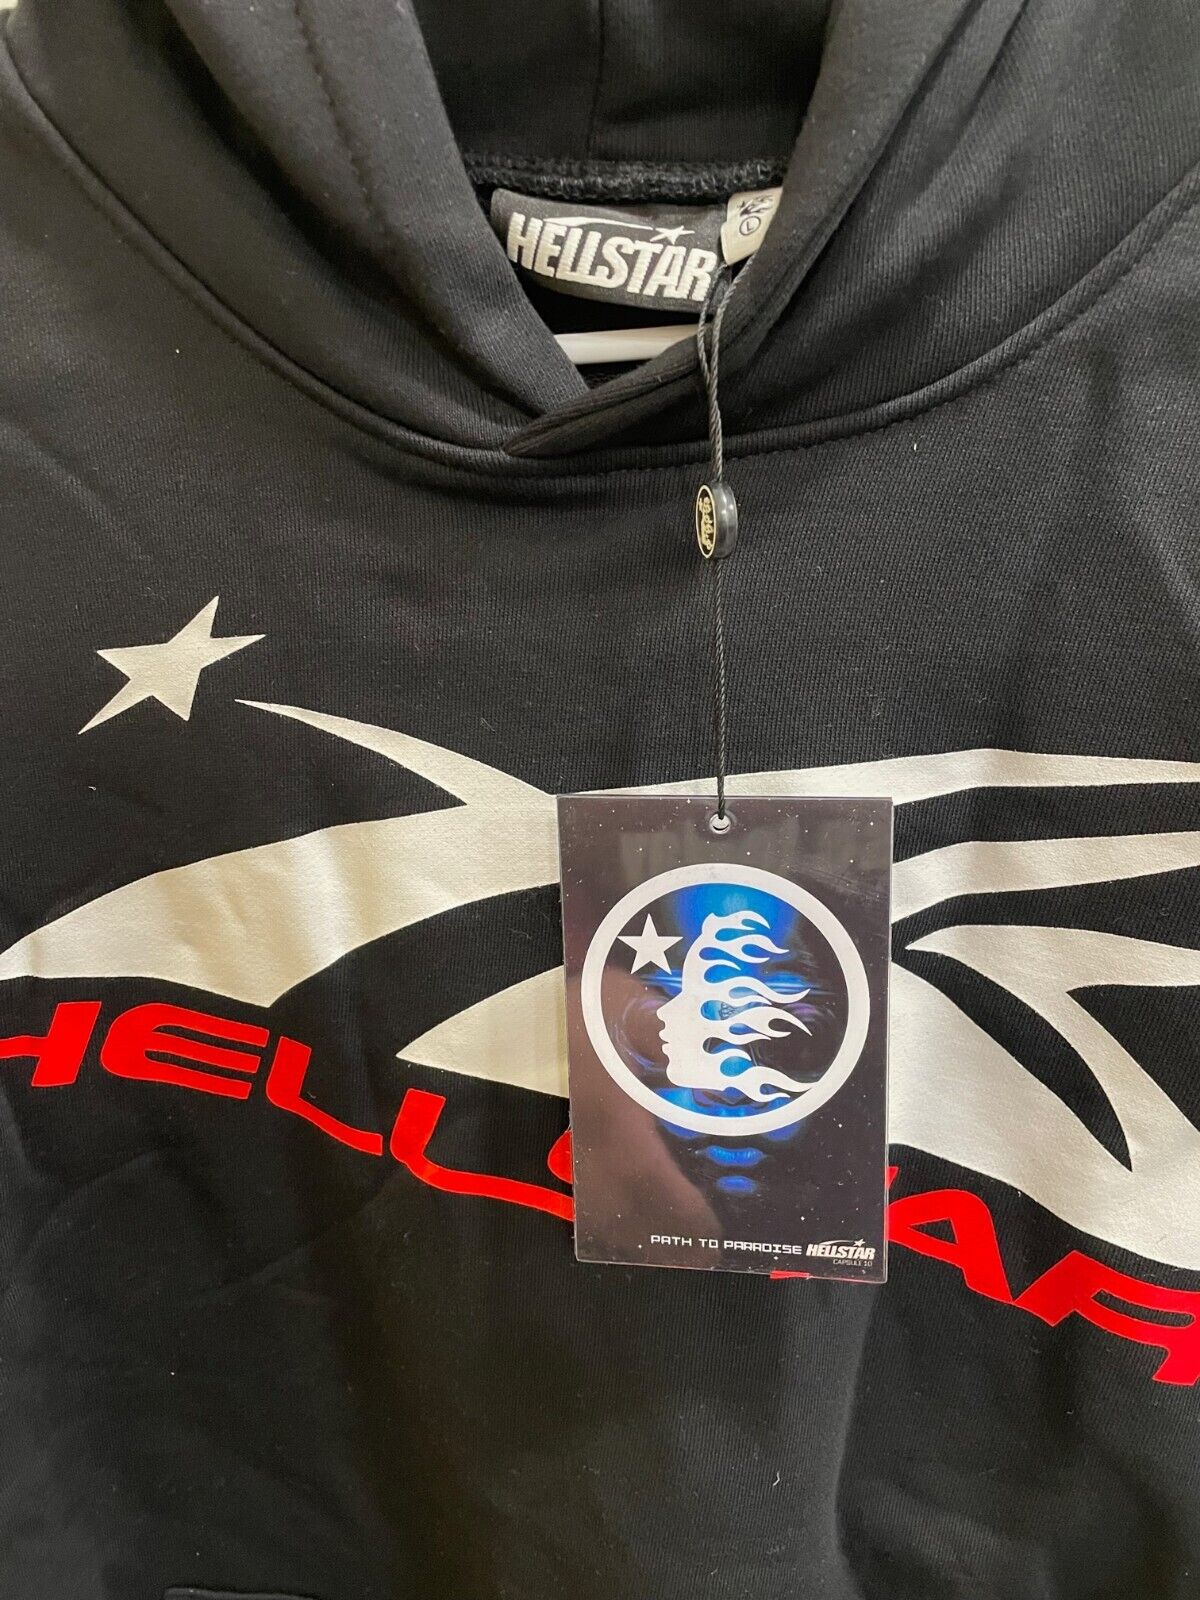 HELLSTAR
L
HELLSTAR
PATH TO PARADISE HELLSTAR
CAPSULE 10